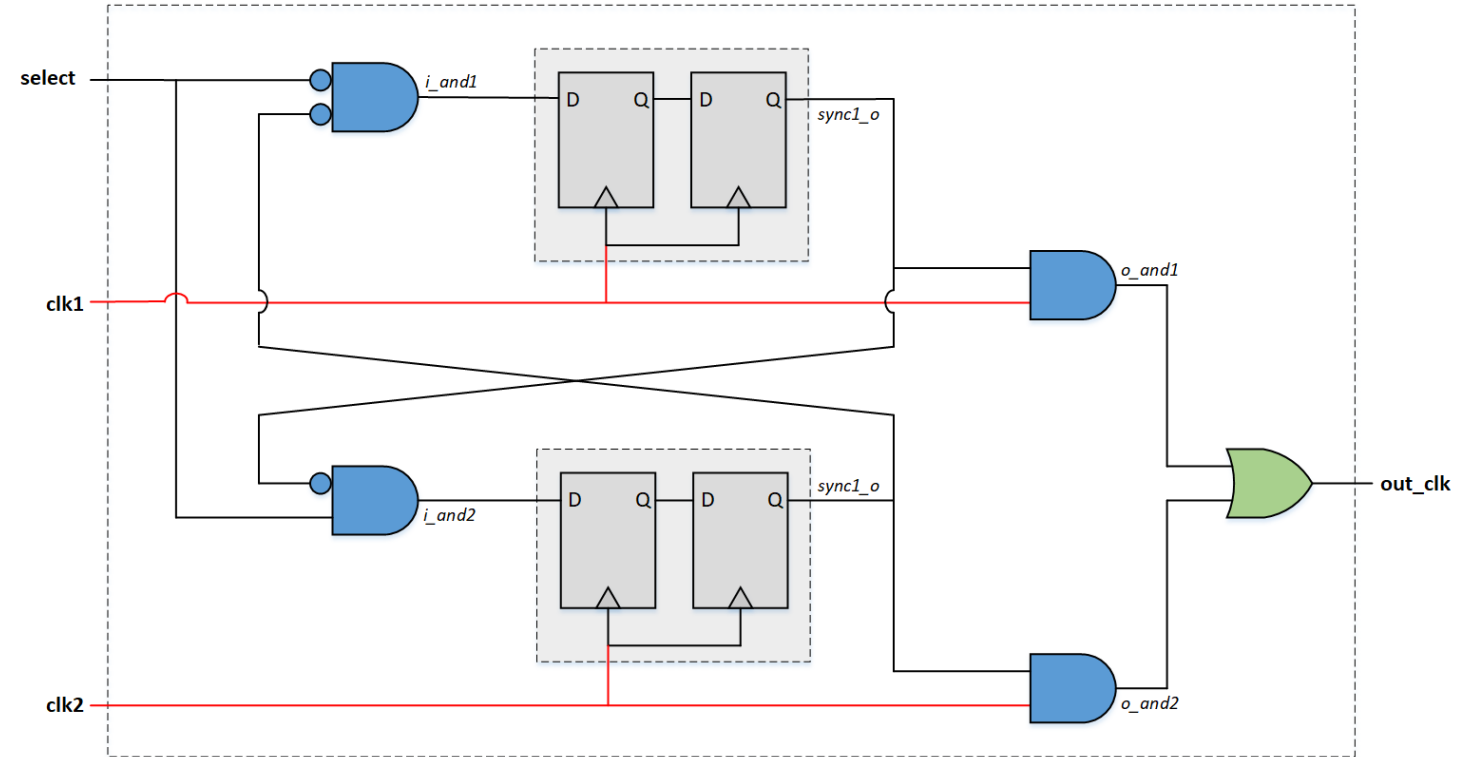 select
i_and1
D
Q
D
Q
sync1_o
clk1
o_and1
D
Q
D
Q
sync1_o
i_and2
out_clk
clk2
o_and2